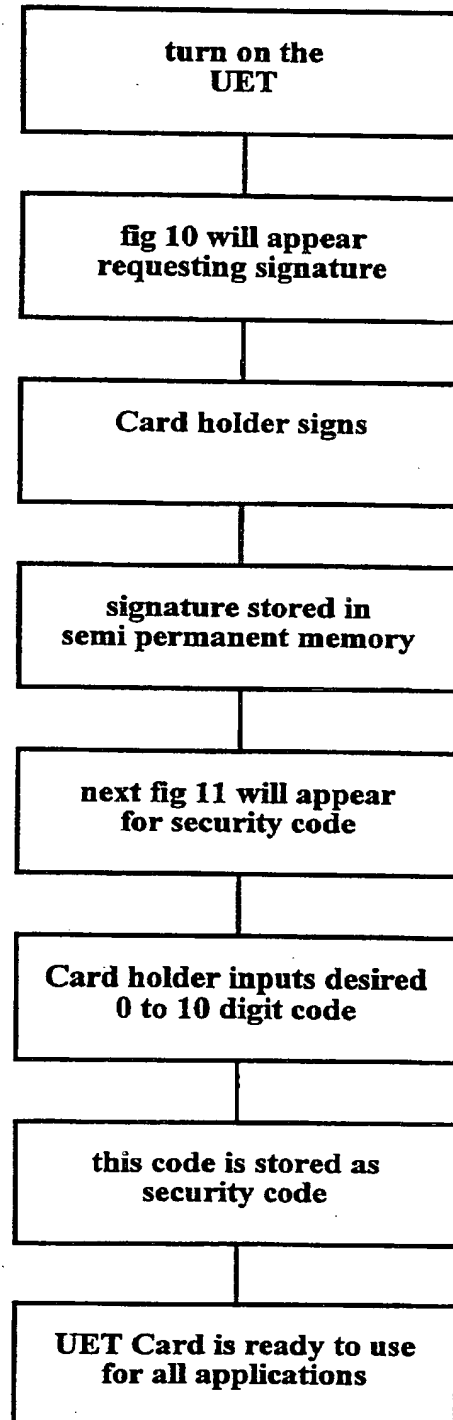 turn on the
UET
fig 10 will appear
requesting signature
Card holder signs
signature stored in
semi permanent memory
next fig 11 will appear
for security code
Card holder inputs desired
0 to 10 digit code
this code is stored as
security code
UET Card is ready to use
for all applications